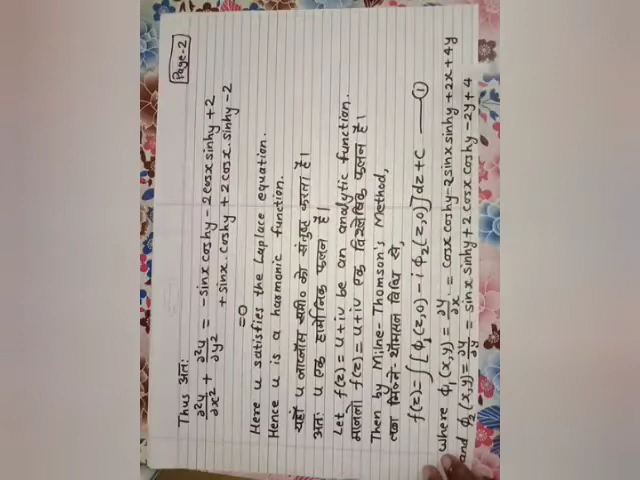 Page-2
Thus अतः
∂²u/∂x² + ∂²u/∂y² = -sinx coshy - 2cosx sinhy + 2
+ sinx. coshy + 2cosx. sinhy - 2
=0
Here u satisfies the Laplace equation.
Hence u is a harmonic function.
यहाँ u लाप्लॉस समी० को संतुष्ट करता है।
अतः u एक हार्मोनिक फलन है।
Let f(z) = u+iv be an analytic function.
मानलो f(z) = u+iv एक विश्लेषिक फलन है।
Then by Milne-Thomson's Method,
तब मिल्ने-थौमसन विधि से,
f(z) = ∫[ϕ₁(z,0) - i ϕ₂(z,0)]dz + C —— ①
where ϕ₁(x,y) = ∂u/∂x = cosx coshy - 2sinx sinhy + 2x + 4y
and ϕ₂(x,y) = ∂u/∂y = sinx sinhy + 2 cosx coshy - 2y + 4